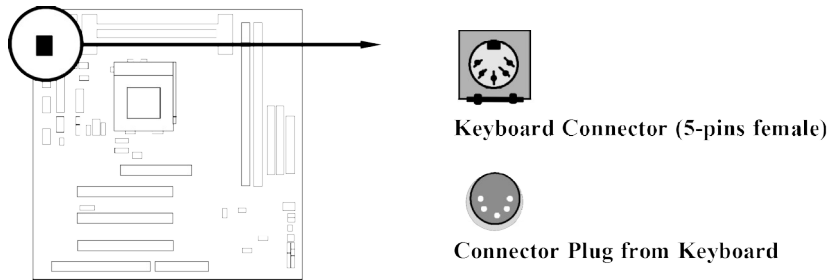 Keyboard Connector (5-pins female)
Connector Plug from Keyboard